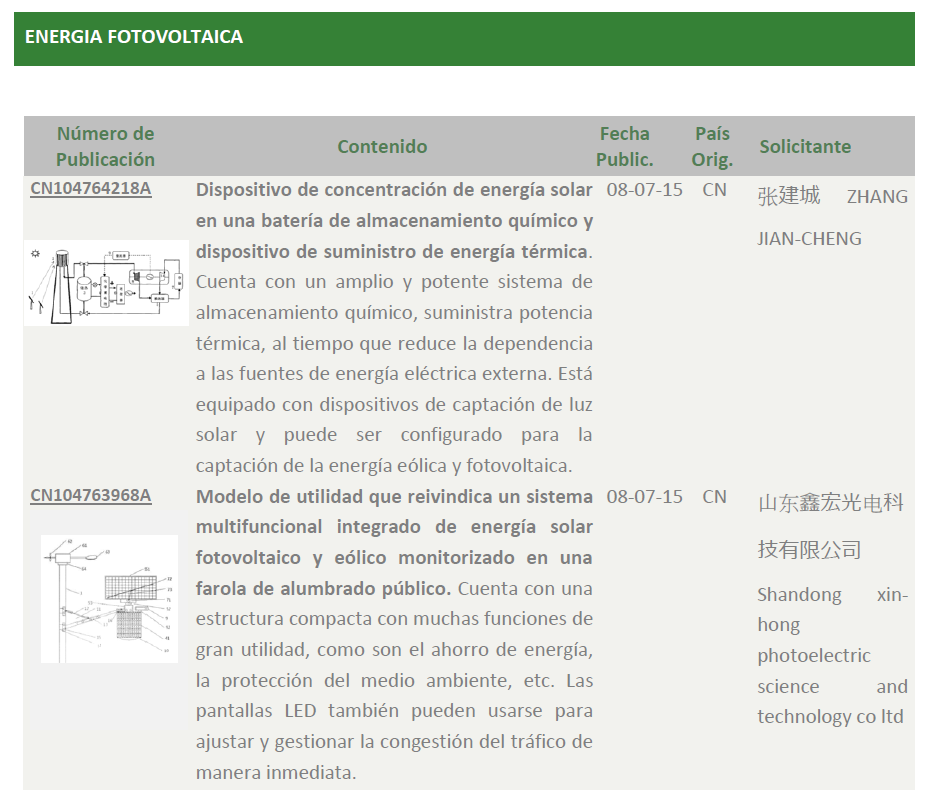 ENERGIA FOTOVOLTAICA
Número de
Publicación
Contenido
Fecha
Public.
País
Orig.
Solicitante
CN104764218A
Dispositivo de concentración de energía solar
en una batería de almacenamiento químico y
dispositivo de suministro de energía térmica.
Cuenta con un amplio y potente sistema de
almacenamiento químico, suministra potencia
térmica, al tiempo que reduce la dependencia
a las fuentes de energía eléctrica externa. Está
equipado con dispositivos de captación de luz
solar y puede ser configurado para la
captación de la energía eólica y fotovoltaica.
08-07-15
CN
张建城 ZHANG
JIAN-CHENG
CN104763968A
Modelo de utilidad que reivindica un sistema
multifuncional integrado de energía solar
fotovoltaico y eólico monitorizado en una
farola de alumbrado público. Cuenta con una
estructura compacta con muchas funciones de
gran utilidad, como son el ahorro de energía,
la protección del medio ambiente, etc. Las
pantallas LED también pueden usarse para
ajustar y gestionar la congestión del tráfico de
manera inmediata.
08-07-15
CN
山东鑫宏光电科
技有限公司
Shandong xin-
hong
photoelectric
science and
technology co ltd